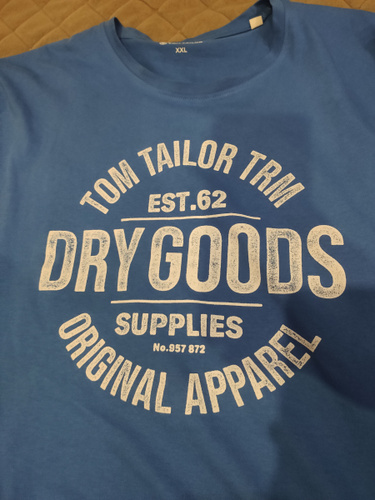 XXL
TOM TAILOR TRM
EST.62
DRY GOODS
SUPPLIES
No.957 872
ORIGINAL APPAREL